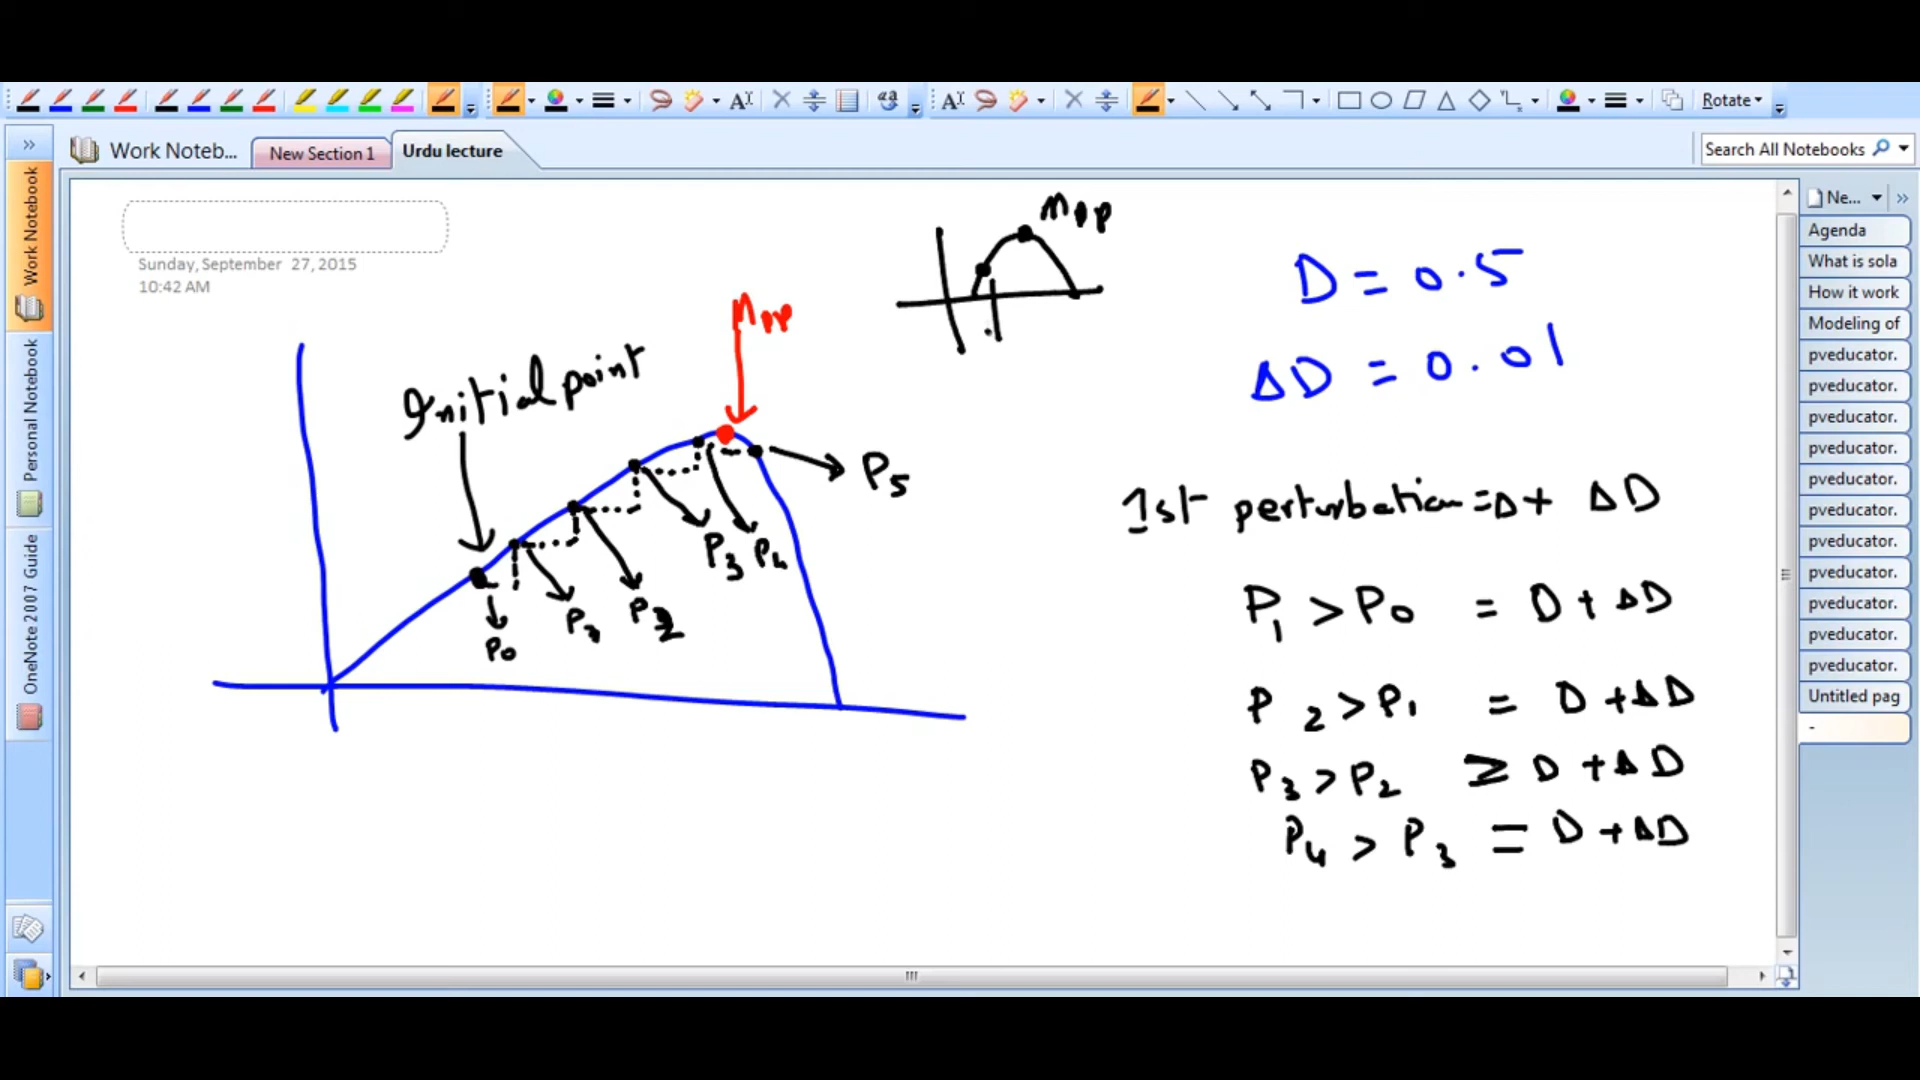 Rotate
Work Noteb...
New Section 1
Urdu lecture
Search All Notebooks
Work Notebook
Personal Notebook
OneNote 2007 Guide
Sunday, September 27, 2015
10:42 AM
Ne...
Agenda
What is sola
How it work
Modeling of
pveducator.
pveducator.
pveducator.
pveducator.
pveducator.
pveducator.
pveducator.
pveducator.
pveducator.
pveducator.
pveducator.
Untitled pag
-
MPP
MPP
Initial point
P0
P1
P2
P3
P4
P5
D = 0.5
ΔD = 0.01
1st perturbation = Δ + ΔD
P1 > P0 = D + ΔD
P2 > P1 = D + ΔD
P3 > P2 = D + ΔD
P4 > P3 = D + ΔD